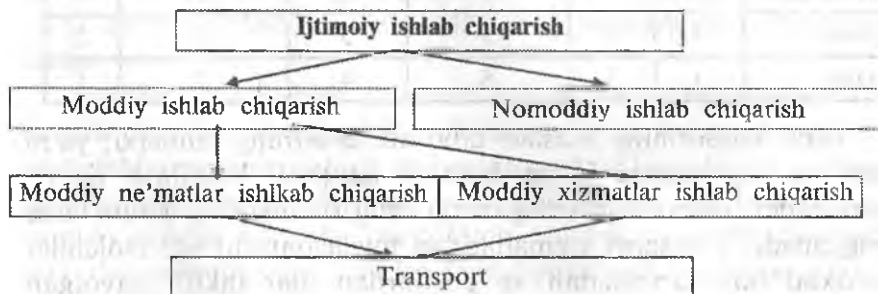 Ijtimoiy ishlab chiqarish
Moddiy ishlab chiqarish
Nomoddiy ishlab chiqarish
Moddiy ne'matlar ishlkab chiqarish
Moddiy xizmatlar ishlab chiqarish
Transport